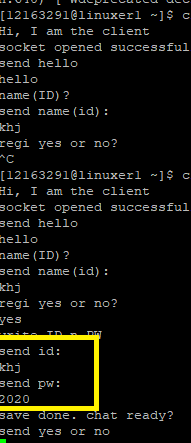 [12163291@linuxer1 ~]$ c
Hi, I am the client
socket opened successful
send hello
hello
name(ID)?
send name(id):
khj
regi yes or no?
^C
[12163291@linuxer1 ~]$ c
Hi, I am the client
socket opened successful
send hello
hello
name(ID)?
send name(id):
khj
regi yes or no?
yes
write ID n PW
send id:
khj
send pw:
2020
save done. chat ready?
send yes or no